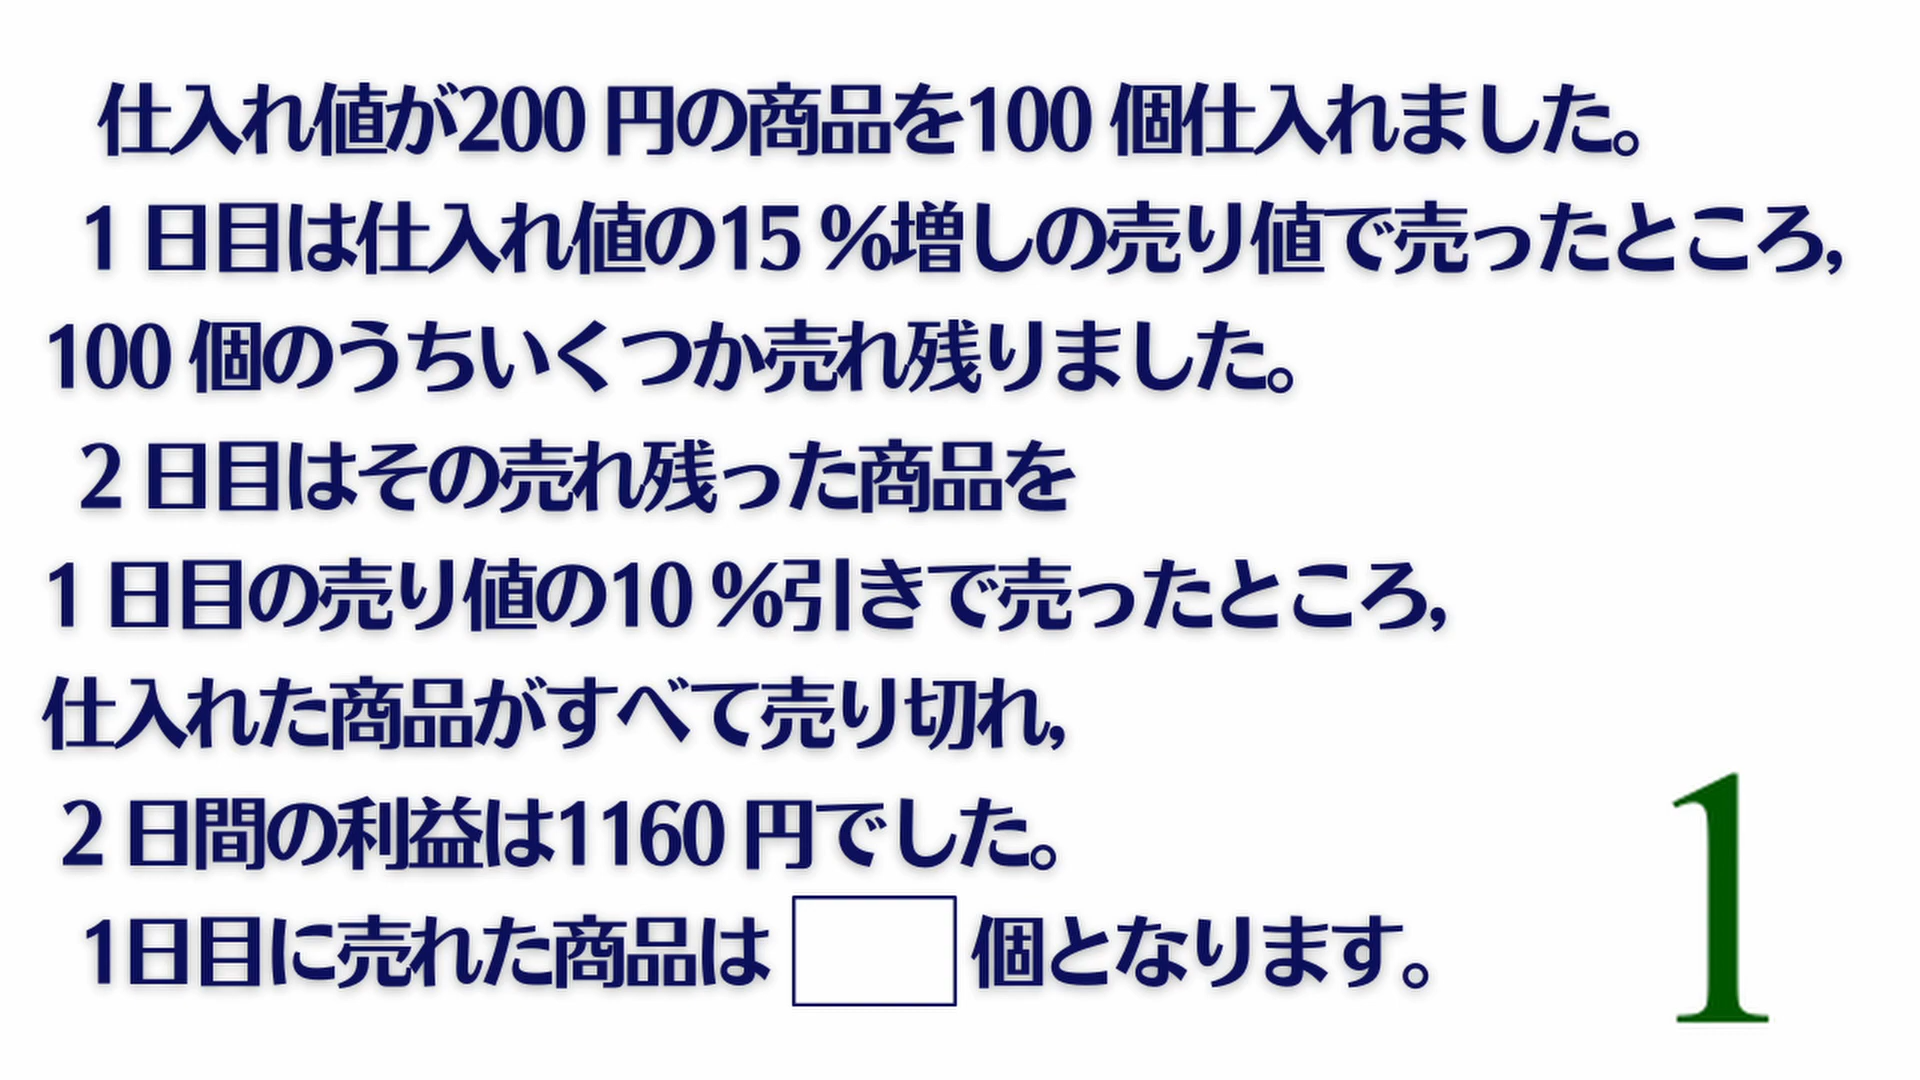 仕入れ値が200 円の商品を100 個仕入れました。
1 日目は仕入れ値の15 %増しの売り値で売ったところ,
100 個のうちいくつか売れ残りました。
2 日目はその売れ残った商品を
1 日目の売り値の10 %引きで売ったところ,
仕入れた商品がすべて売り切れ,
2 日間の利益は1160 円でした。
1日目に売れた商品は 個となります。
1